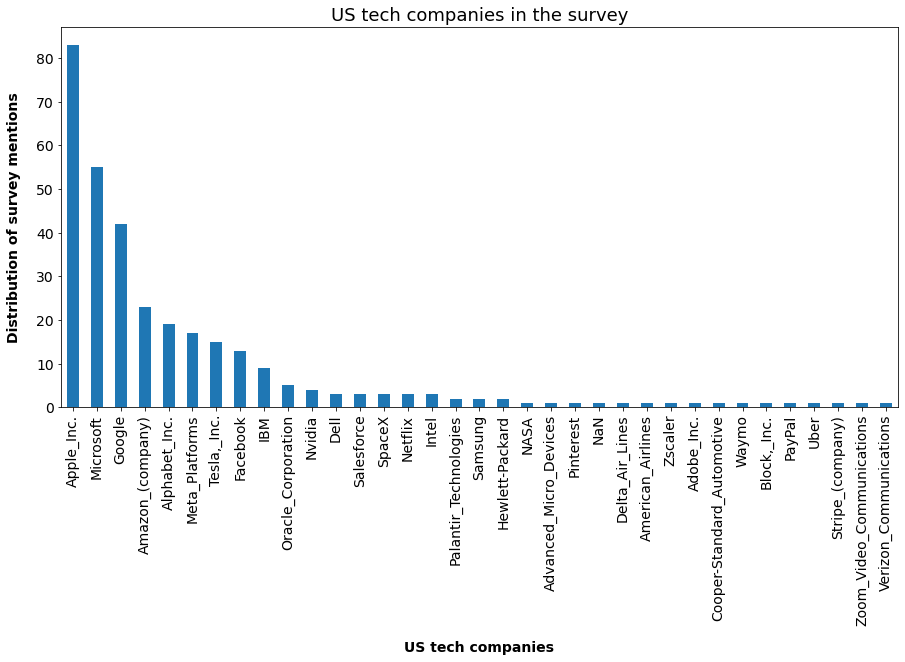 US tech companies in the survey
Distribution of survey mentions
80
70
60
50
40
30
20
10
0
Apple_Inc.
Microsoft
Google
Amazon_(company)
Alphabet_Inc.
Meta_Platforms
Tesla,_Inc.
Facebook
IBM
Oracle_Corporation
Nvidia
Dell
Salesforce
SpaceX
Netflix
Intel
Palantir_Technologies
Samsung
Hewlett-Packard
NASA
Advanced_Micro_Devices
Pinterest
NaN
Delta_Air_Lines
American_Airlines
Zscaler
Adobe_Inc.
Cooper-Standard_Automotive
Waymo
Block,_Inc.
PayPal
Uber
Stripe_(company)
Zoom_Video_Communications
Verizon_Communications
US tech companies